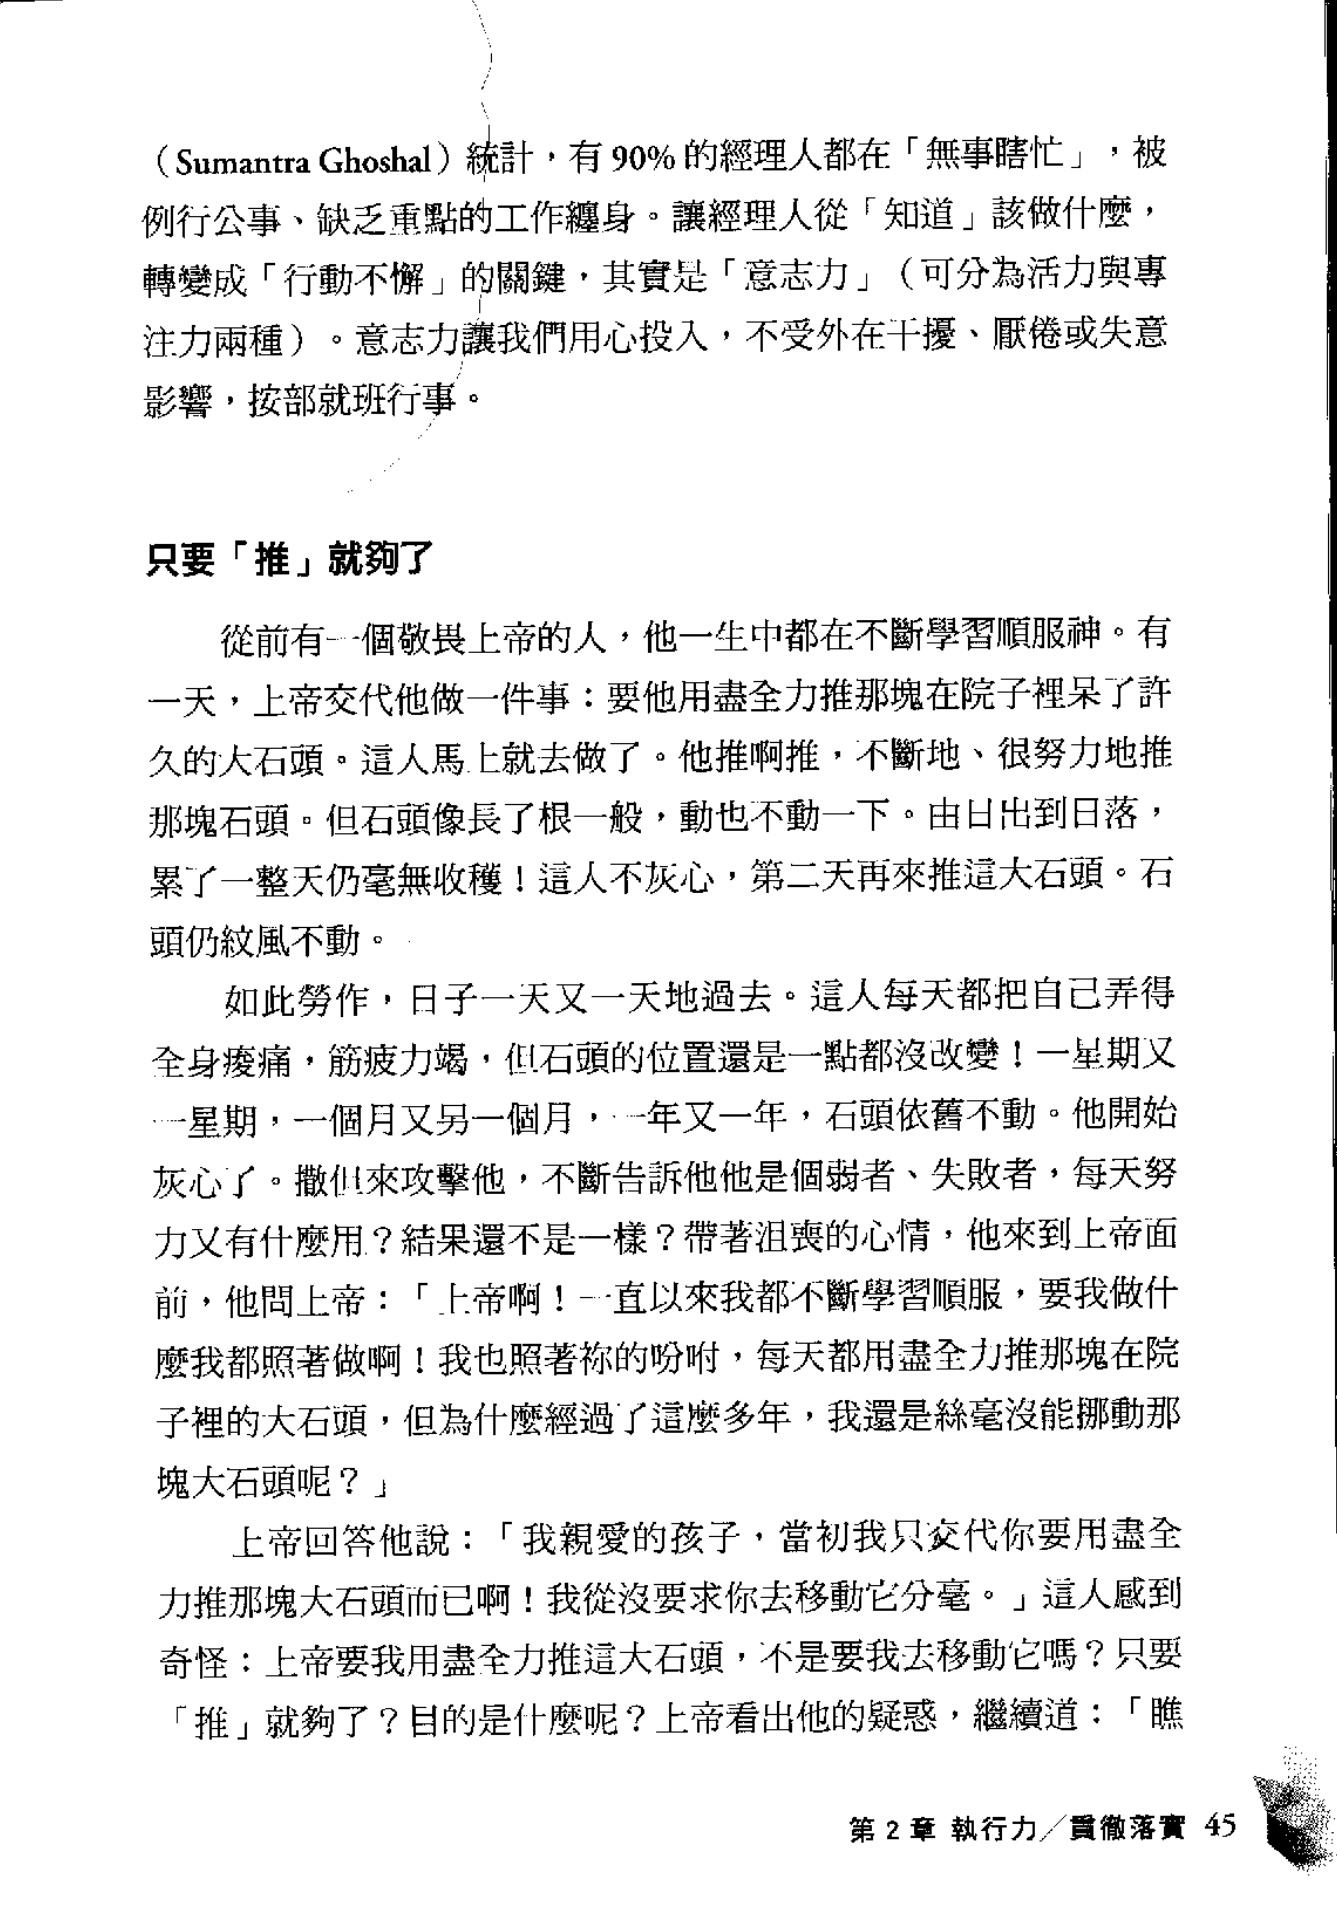 （Sumantra Ghoshal）統計，有 90% 的經理人都在「無事瞎忙」，被
例行公事、缺乏重點的工作纏身。讓經理人從「知道」該做什麼，
轉變成「行動不懈」的關鍵，其實是「意志力」（可分為活力與專
注力兩種）。意志力讓我們用心投入，不受外在干擾、厭倦或失意
影響，按部就班行事。
只要「推」就夠了
從前有一個敬畏上帝的人，他一生中都在不斷學習順服神。有
一天，上帝交代他做一件事：要他用盡全力推那塊在院子裡呆了許
久的大石頭。這人馬上就去做了。他推啊推，不斷地、很努力地推
那塊石頭。但石頭像長了根一般，動也不動一下。由日出到日落，
累了一整天仍毫無收穫！這人不灰心，第二天再來推這大石頭。石
頭仍紋風不動。
如此勞作，日子一天又一天地過去。這人每天都把自己弄得
全身痠痛，筋疲力竭，但石頭的位置還是一點都沒改變！一星期又
一星期，一個月又另一個月，一年又一年，石頭依舊不動。他開始
灰心了。撒但來攻擊他，不斷告訴他他是個弱者、失敗者，每天努
力又有什麼用？結果還不是一樣？帶著沮喪的心情，他來到上帝面
前，他問上帝：「上帝啊！一直以來我都不斷學習順服，要我做什
麼我都照著做啊！我也照著祢的吩咐，每天都用盡全力推那塊在院
子裡的大石頭，但為什麼經過了這麼多年，我還是絲毫沒能挪動那
塊大石頭呢？」
上帝回答他說：「我親愛的孩子，當初我只交代你要用盡全
力推那塊大石頭而已啊！我從沒要求你去移動它分毫。」這人感到
奇怪：上帝要我用盡全力推這大石頭，不是要我去移動它嗎？只要
「推」就夠了？目的是什麼呢？上帝看出他的疑惑，繼續道：「瞧
第 2 章 執行力／貫徹落實 45